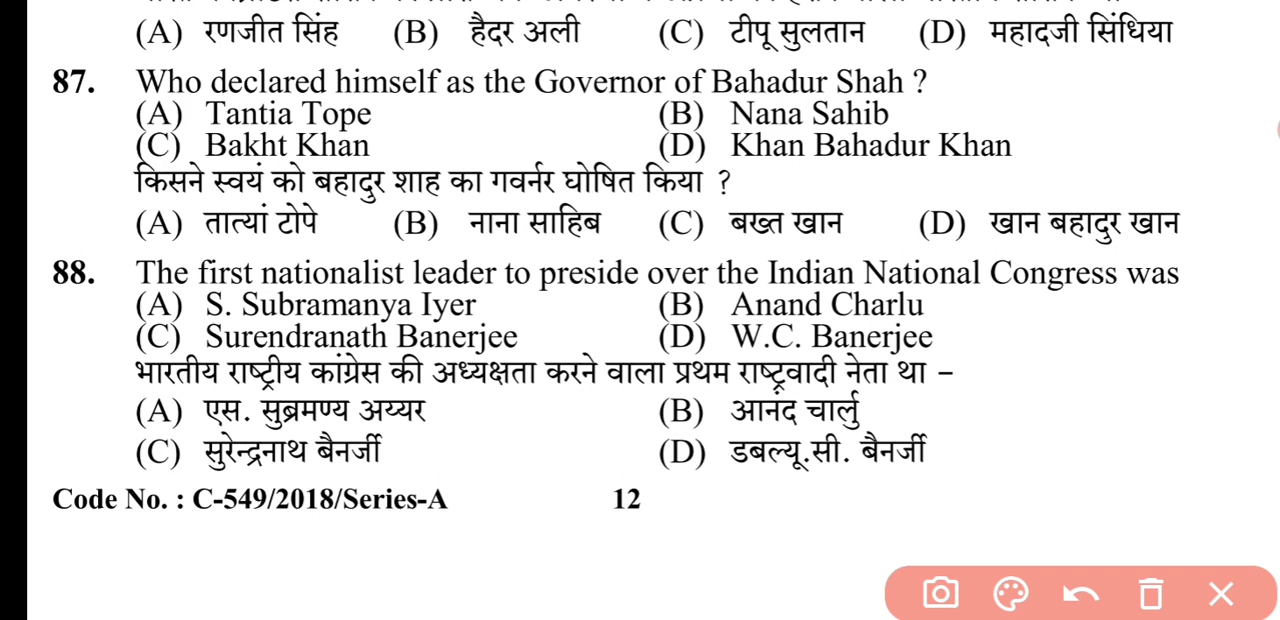 (A) रणजीत सिंह (B) हैदर अली (C) टीपू सुलतान (D) महादजी सिंधिया
87. Who declared himself as the Governor of Bahadur Shah ?
(A) Tantia Tope (B) Nana Sahib
(C) Bakht Khan (D) Khan Bahadur Khan
किसने स्वयं को बहादुर शाह का गवर्नर घोषित किया ?
(A) तात्यां टोपे (B) नाना साहिब (C) बख्त खान (D) खान बहादुर खान
88. The first nationalist leader to preside over the Indian National Congress was
(A) S. Subramanya Iyer (B) Anand Charlu
(C) Surendranath Banerjee (D) W.C. Banerjee
भारतीय राष्ट्रीय कांग्रेस की अध्यक्षता करने वाला प्रथम राष्ट्रवादी नेता था –
(A) एस. सुब्रमण्य अय्यर (B) आनंद चार्लु
(C) सुरेन्द्रनाथ बैनर्जी (D) डबल्यू.सी. बैनर्जी
Code No. : C-549/2018/Series-A 12